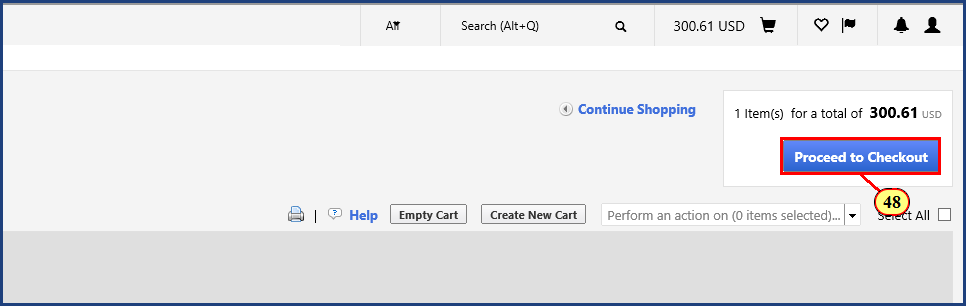 All Search (Alt+Q) 300.61 USD
Continue Shopping
1 Item(s) for a total of 300.61 USD
Proceed to Checkout
48
Help Empty Cart Create New Cart Perform an action on (0 items selected)... Select All